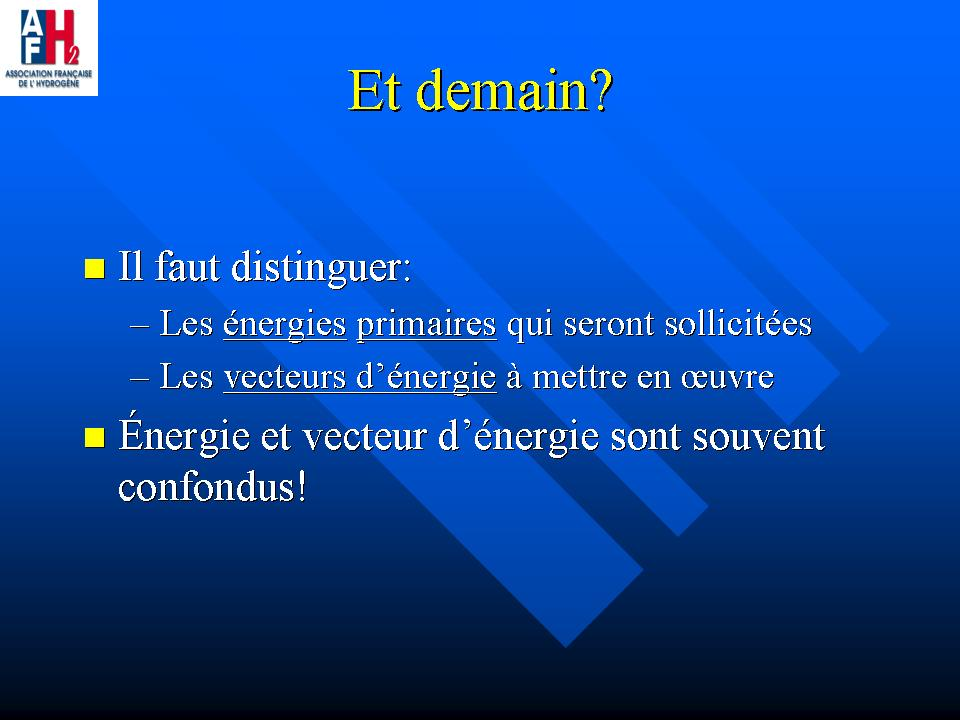 AFH2
ASSOCIATION FRANÇAISE
DE L' HYDROGÈNE
Et demain?
Il faut distinguer:
– Les énergies primaires qui seront sollicitées
– Les vecteurs d’énergie à mettre en œuvre
Énergie et vecteur d’énergie sont souvent
confondus!